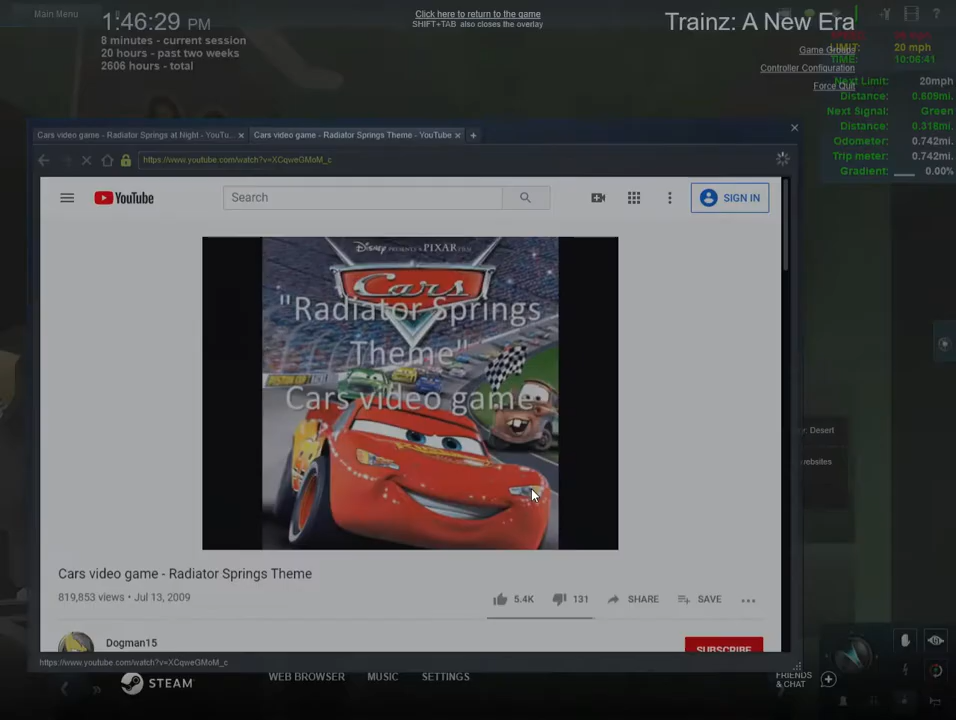 Main Menu
1:46:29 PM
8 minutes - current session
20 hours - past two weeks
2606 hours - total
Click here to return to the game
SHIFT+TAB also closes the overlay
Trainz: A New Era
Game Groups
Controller Configuration
Force Quit
LIMIT: 20 mph
TIME: 10:06:41
Next Limit: 20mph
Distance: 0.609mi.
Next Signal: Green
Distance: 0.316mi.
Odometer: 0.742mi.
Trip meter: 0.742mi.
Gradient: 0.00%
Cars video game - Radiator Springs at Night - YouTu...
Cars video game - Radiator Springs Theme - YouTube
https://www.youtube.com/watch?v=XCqweGMoM_c
YouTube
Search
SIGN IN
DISNEY PRESENTS A PIXAR FILM
Cars
"Radiator Springs
Theme"
Cars video game
Desert
websites
Cars video game - Radiator Springs Theme
819,853 views • Jul 13, 2009
5.4K
131
SHARE
SAVE
Dogman15
SUBSCRIBE
https://www.youtube.com/watch?v=XCqweGMoM_c
STEAM
WEB BROWSER
MUSIC
SETTINGS
FRIENDS
& CHAT